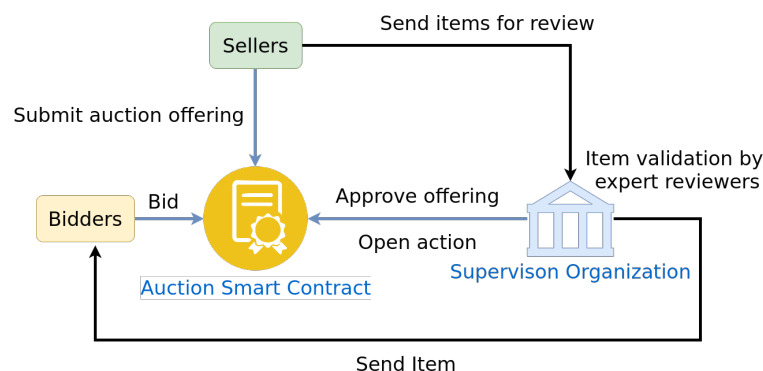 Send items for review
Sellers
Submit auction offering
Item validation by
expert reviewers
Bid
Approve offering
Bidders
Open action
Supervison Organization
Auction Smart Contract
Send Item